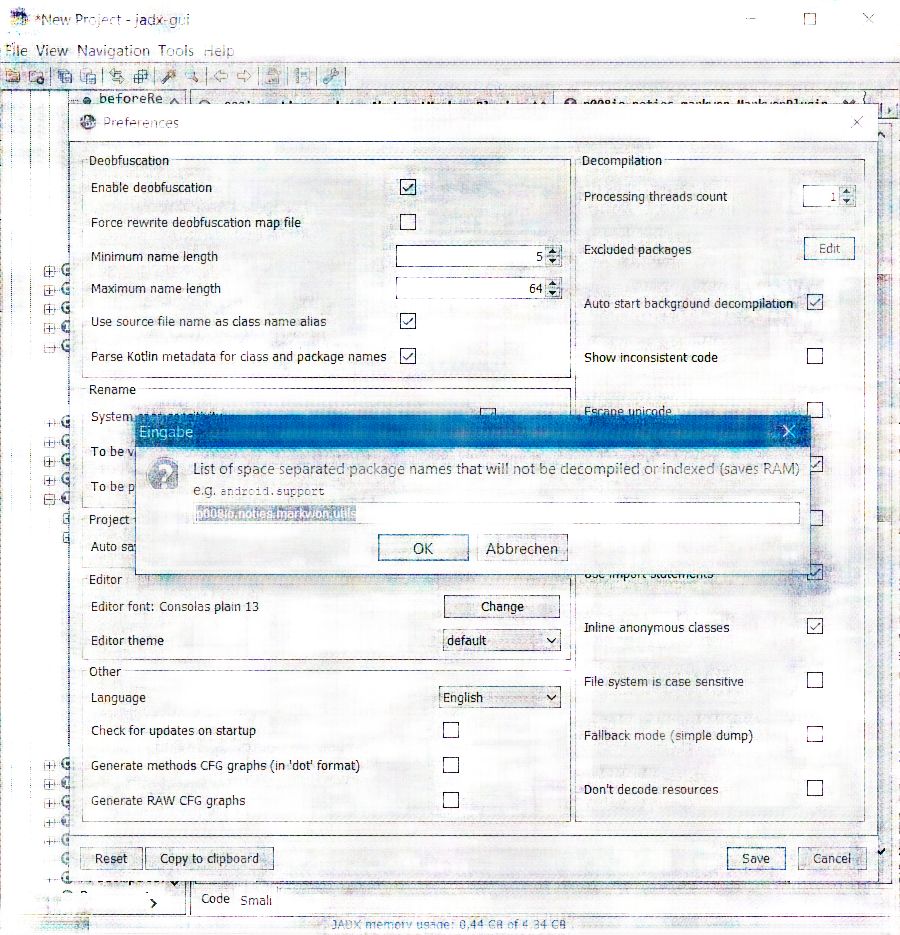 *New Project - jadx-gui
File View Navigation Tools Help
beforeRe
p008io.noties.markwon.MarkwonPlugin
Preferences
Deobfuscation
Enable deobfuscation
Force rewrite deobfuscation map file
Minimum name length 5
Maximum name length 64
Use source file name as class name alias
Parse Kotlin metadata for class and package names
Rename
System case sensitivity
To be v
To be p
Project
Auto sa
Editor
Editor font: Consolas plain 13 Change
Editor theme default
Other
Language English
Check for updates on startup
Generate methods CFG graphs (in 'dot' format)
Generate RAW CFG graphs
Decompilation
Processing threads count 1
Excluded packages Edit
Auto start background decompilation
Show inconsistent code
Escape unicode
Use import statements
Inline anonymous classes
File system is case sensitive
Fallback mode (simple dump)
Don't decode resources
Eingabe
List of space separated package names that will not be decompiled or indexed (saves RAM)
e.g. android.support
p008io.noties.markwon.utils
OK Abbrechen
Reset Copy to clipboard Save Cancel
Code Smali
JADX memory usage: 0,44 GB of 4,34 GB